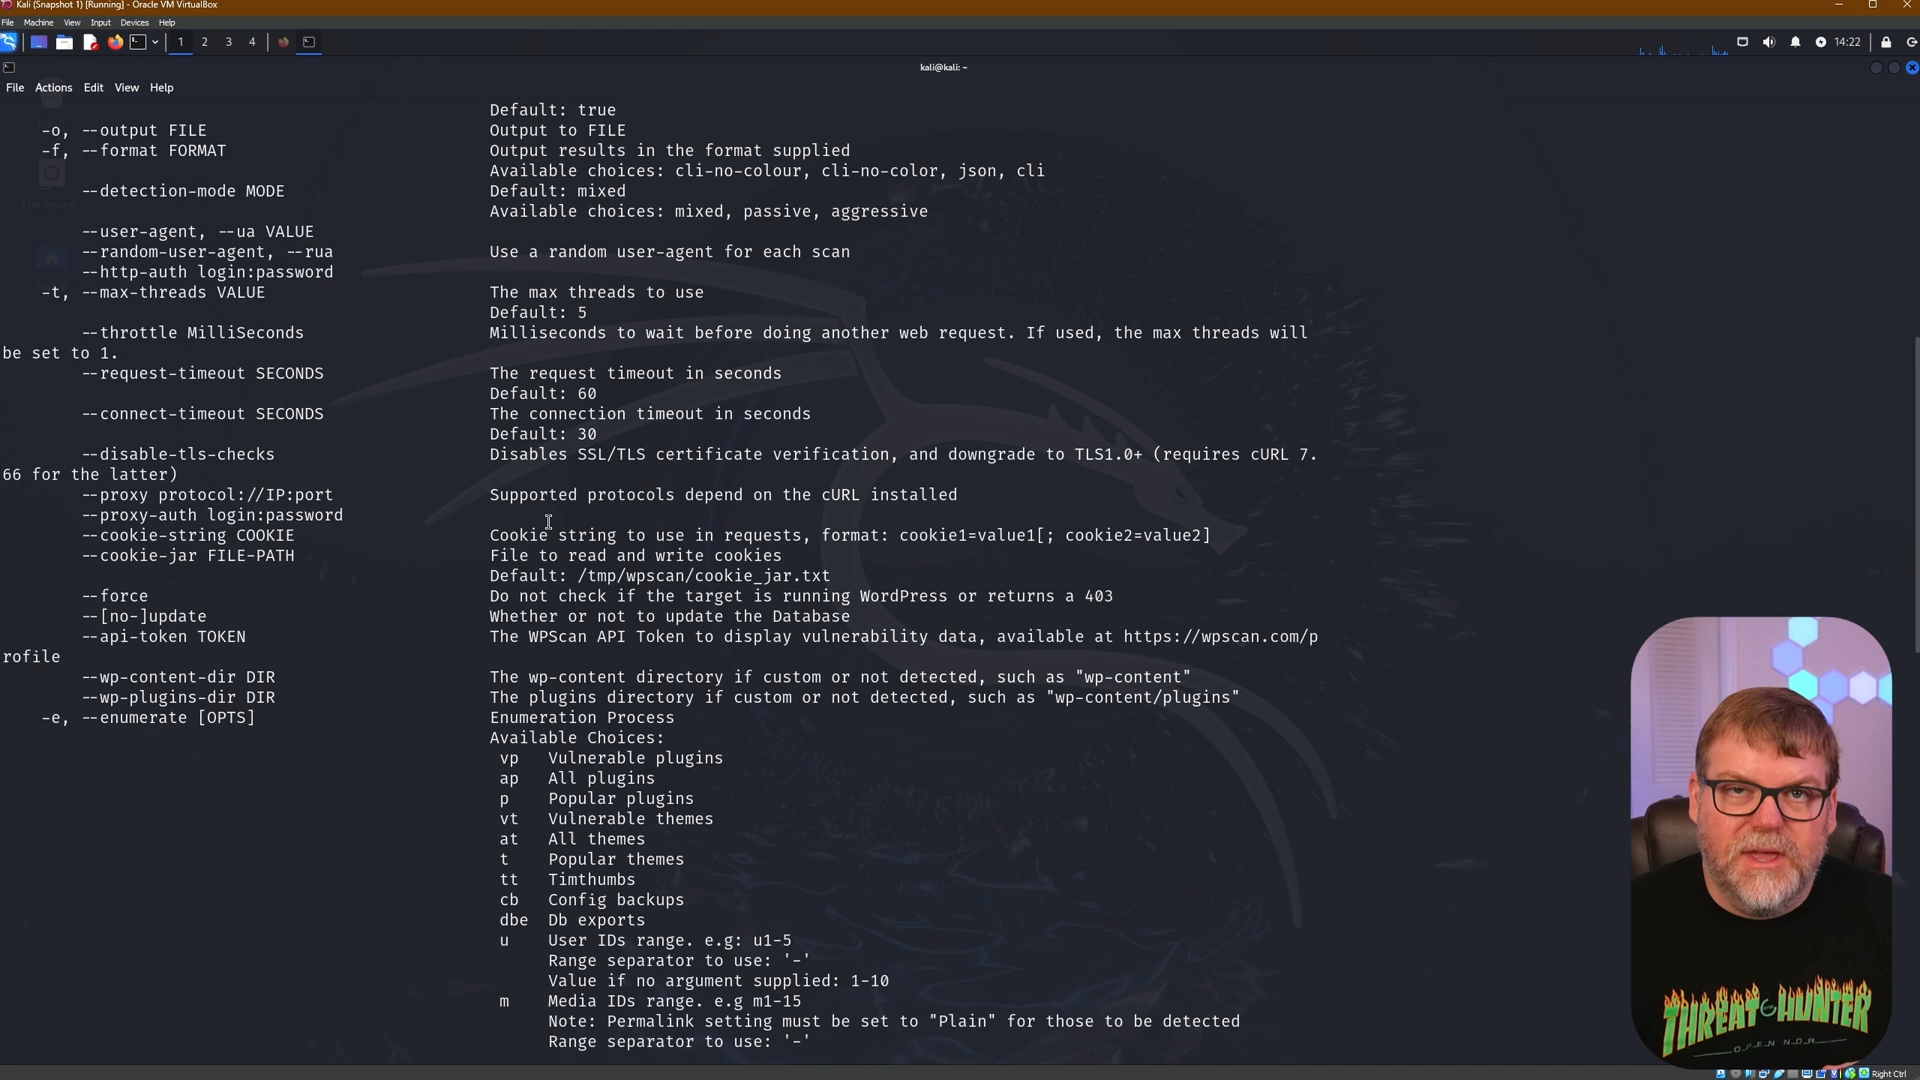 Kali (Snapshot 1) [Running] - Oracle VM VirtualBox
File Machine View Input Devices Help
1 2 3 4
14:22
kali@kali: ~
File Actions Edit View Help
Default: true
-o, --output FILE Output to FILE
-f, --format FORMAT Output results in the format supplied
Available choices: cli-no-colour, cli-no-color, json, cli
--detection-mode MODE Default: mixed
Available choices: mixed, passive, aggressive
--user-agent, --ua VALUE
--random-user-agent, --rua Use a random user-agent for each scan
--http-auth login:password
-t, --max-threads VALUE The max threads to use
Default: 5
--throttle MilliSeconds Milliseconds to wait before doing another web request. If used, the max threads will
be set to 1.
--request-timeout SECONDS The request timeout in seconds
Default: 60
--connect-timeout SECONDS The connection timeout in seconds
Default: 30
--disable-tls-checks Disables SSL/TLS certificate verification, and downgrade to TLS1.0+ (requires cURL 7.
66 for the latter)
--proxy protocol://IP:port Supported protocols depend on the cURL installed
--proxy-auth login:password
--cookie-string COOKIE Cookie string to use in requests, format: cookie1=value1[; cookie2=value2]
--cookie-jar FILE-PATH File to read and write cookies
Default: /tmp/wpscan/cookie_jar.txt
--force Do not check if the target is running WordPress or returns a 403
--[no-]update Whether or not to update the Database
--api-token TOKEN The WPScan API Token to display vulnerability data, available at https://wpscan.com/p
rofile
--wp-content-dir DIR The wp-content directory if custom or not detected, such as "wp-content"
--wp-plugins-dir DIR The plugins directory if custom or not detected, such as "wp-content/plugins"
-e, --enumerate [OPTS] Enumeration Process
Available Choices:
vp Vulnerable plugins
ap All plugins
p Popular plugins
vt Vulnerable themes
at All themes
t Popular themes
tt Timthumbs
cb Config backups
dbe Db exports
u User IDs range. e.g: u1-5
Range separator to use: '-'
Value if no argument supplied: 1-10
m Media IDs range. e.g m1-15
Note: Permalink setting must be set to "Plain" for those to be detected
Range separator to use: '-'
File System
THREAT HUNTER
OPEN NDR
Right Ctrl